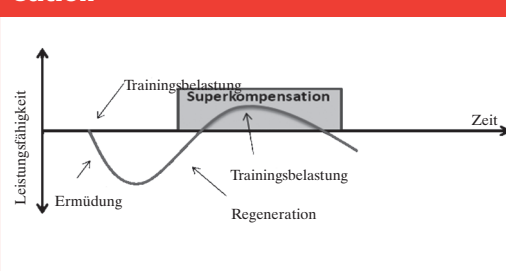 Trainingsbelastung
Superkompensation
Leistungsfähigkeit
Zeit
Trainingsbelastung
Ermüdung
Regeneration